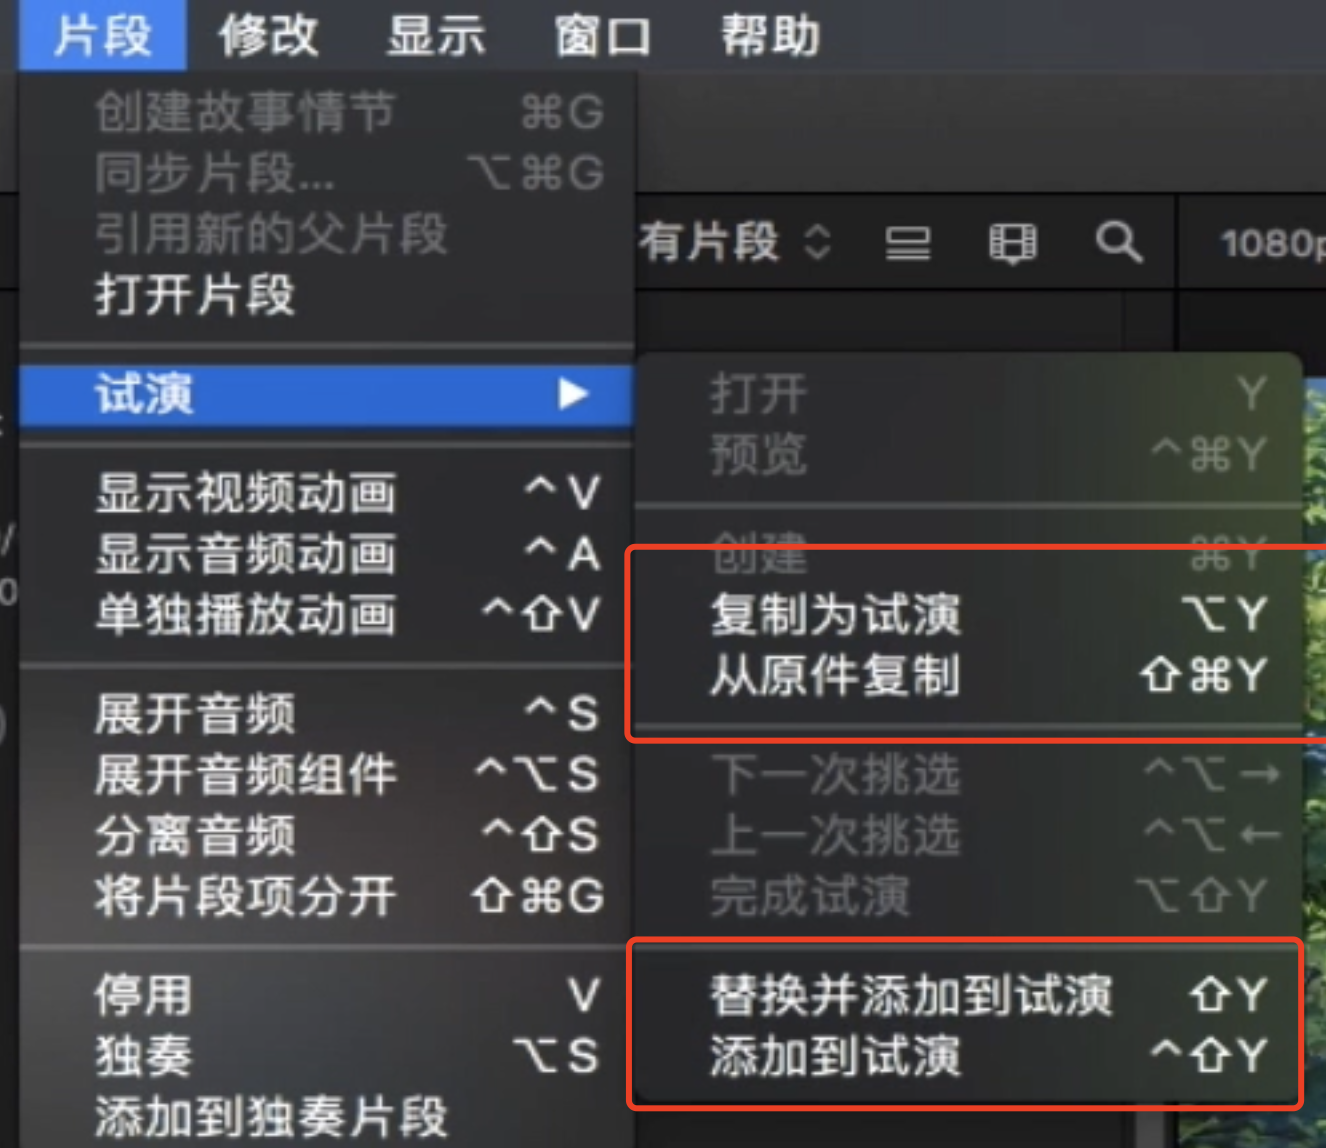 片段 修改 显示 窗口 帮助
创建故事情节 ⌘G
同步片段... ⌥⌘G
引用新的父片段
打开片段
试演 ▶
显示视频动画 ^V
显示音频动画 ^A
单独播放动画 ^⇧V
展开音频 ^S
展开音频组件 ^⌥S
分离音频 ^⇧S
将片段项分开 ⇧⌘G
停用 V
独奏 ⌥S
添加到独奏片段
有片段
1080p
打开 Y
预览 ^⌘Y
创建 ⌘Y
复制为试演 ⌥Y
从原件复制 ⇧⌘Y
下一次挑选 ^⌥→
上一次挑选 ^⌥←
完成试演 ⌥⇧Y
替换并添加到试演 ⇧Y
添加到试演 ^⇧Y